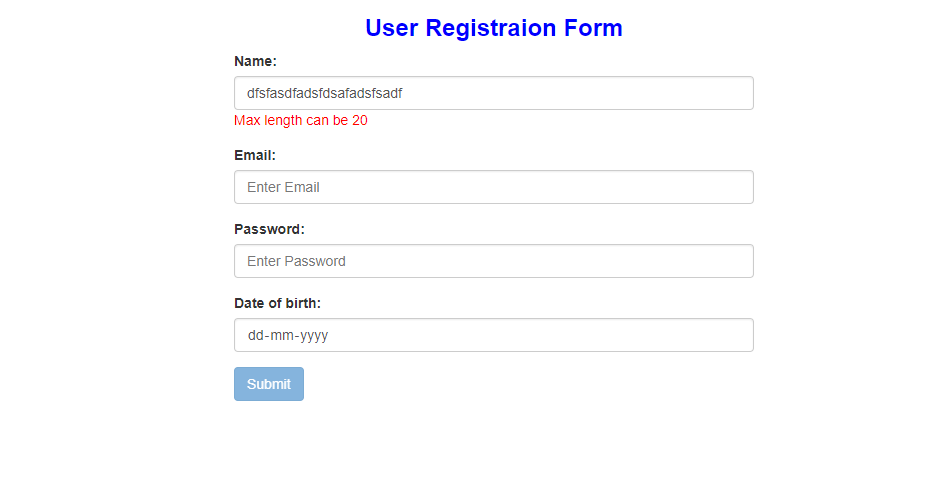 User Registraion Form
Name:
dfsfasdfadsfdsafadsfsadf
Max length can be 20
Email:
Enter Email
Password:
Enter Password
Date of birth:
dd-mm-yyyy
Submit